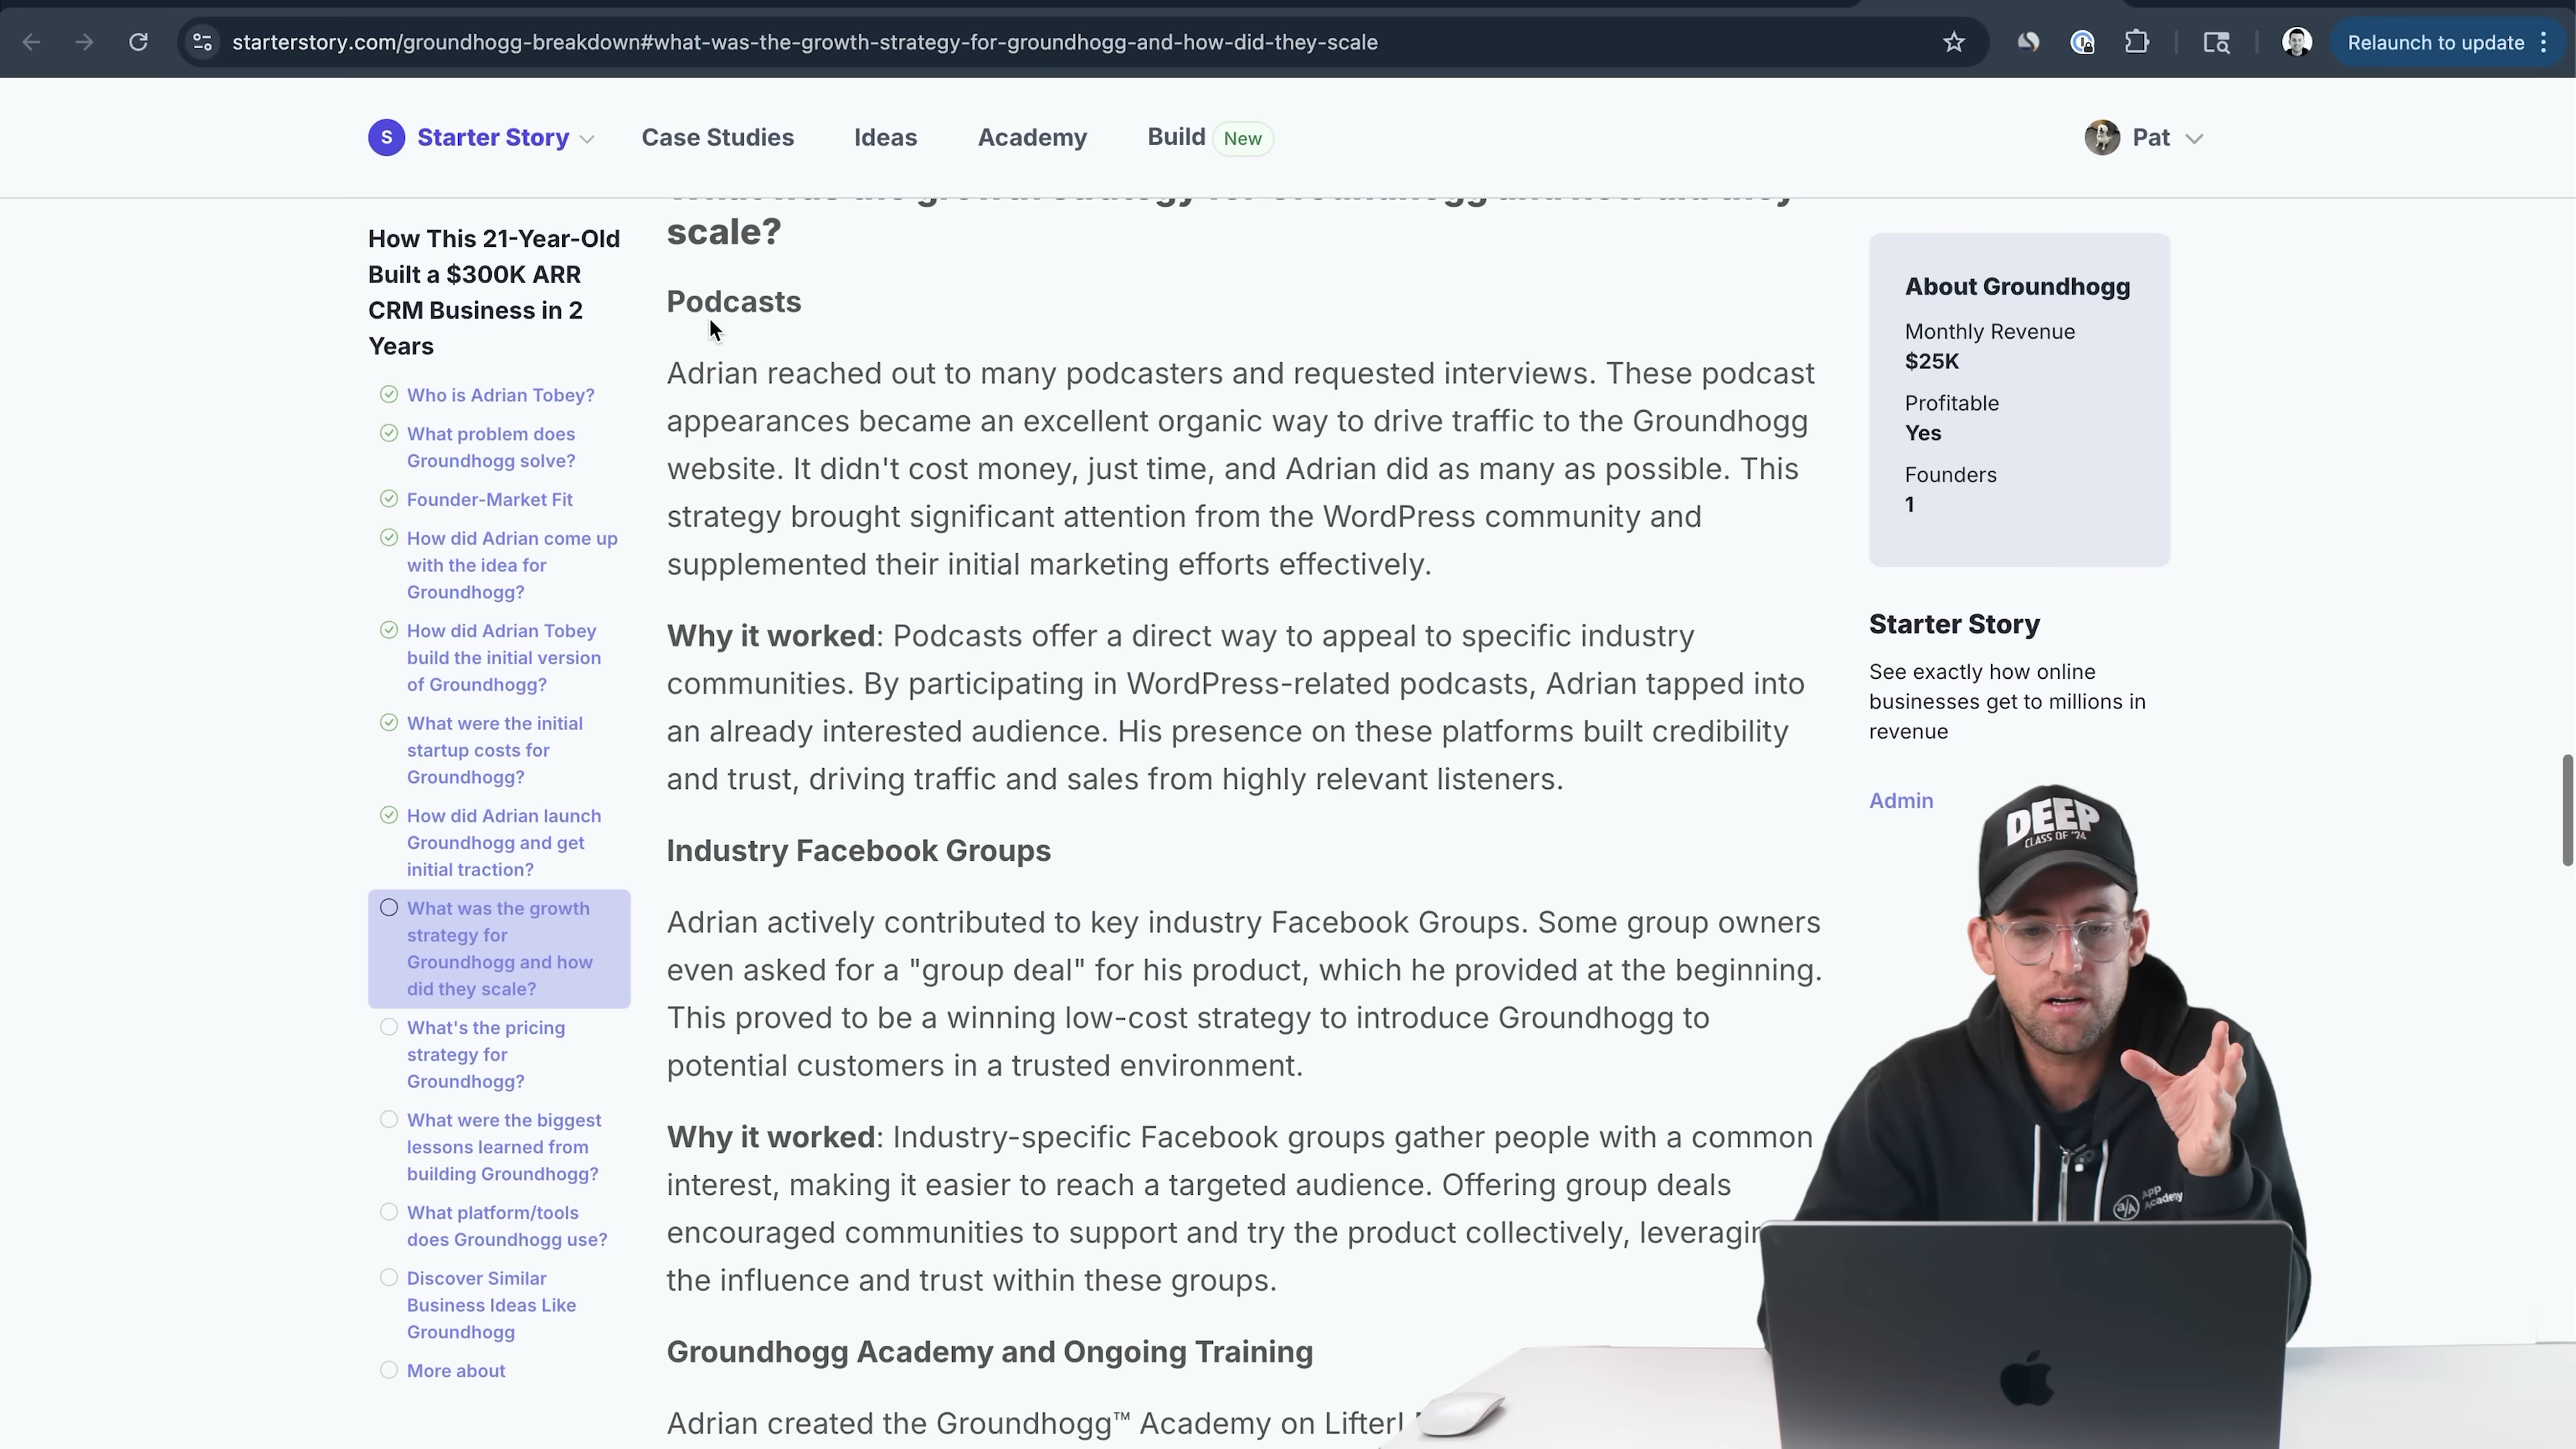 starterstory.com/groundhogg-breakdown#what-was-the-growth-strategy-for-groundhogg-and-how-did-they-scale
Relaunch to update
S Starter Story
Case Studies
Ideas
Academy
Build New
Pat
How This 21-Year-Old
Built a $300K ARR
CRM Business in 2
Years
Who is Adrian Tobey?
What problem does
Groundhogg solve?
Founder-Market Fit
How did Adrian come up
with the idea for
Groundhogg?
How did Adrian Tobey
build the initial version
of Groundhogg?
What were the initial
startup costs for
Groundhogg?
How did Adrian launch
Groundhogg and get
initial traction?
What was the growth
strategy for
Groundhogg and how
did they scale?
What's the pricing
strategy for
Groundhogg?
What were the biggest
lessons learned from
building Groundhogg?
What platform/tools
does Groundhogg use?
Discover Similar
Business Ideas Like
Groundhogg
More about
What was the growth strategy for Groundhogg and how did they
scale?
Podcasts
Adrian reached out to many podcasters and requested interviews. These podcast
appearances became an excellent organic way to drive traffic to the Groundhogg
website. It didn't cost money, just time, and Adrian did as many as possible. This
strategy brought significant attention from the WordPress community and
supplemented their initial marketing efforts effectively.
Why it worked: Podcasts offer a direct way to appeal to specific industry
communities. By participating in WordPress-related podcasts, Adrian tapped into
an already interested audience. His presence on these platforms built credibility
and trust, driving traffic and sales from highly relevant listeners.
Industry Facebook Groups
Adrian actively contributed to key industry Facebook Groups. Some group owners
even asked for a "group deal" for his product, which he provided at the beginning.
This proved to be a winning low-cost strategy to introduce Groundhogg to
potential customers in a trusted environment.
Why it worked: Industry-specific Facebook groups gather people with a common
interest, making it easier to reach a targeted audience. Offering group deals
encouraged communities to support and try the product collectively, leveragin
the influence and trust within these groups.
Groundhogg Academy and Ongoing Training
Adrian created the Groundhogg™ Academy on Lifterl
About Groundhogg
Monthly Revenue
$25K
Profitable
Yes
Founders
1
Starter Story
See exactly how online
businesses get to millions in
revenue
Admin
DEEP
CLASS OF '24
a/A App
Academy